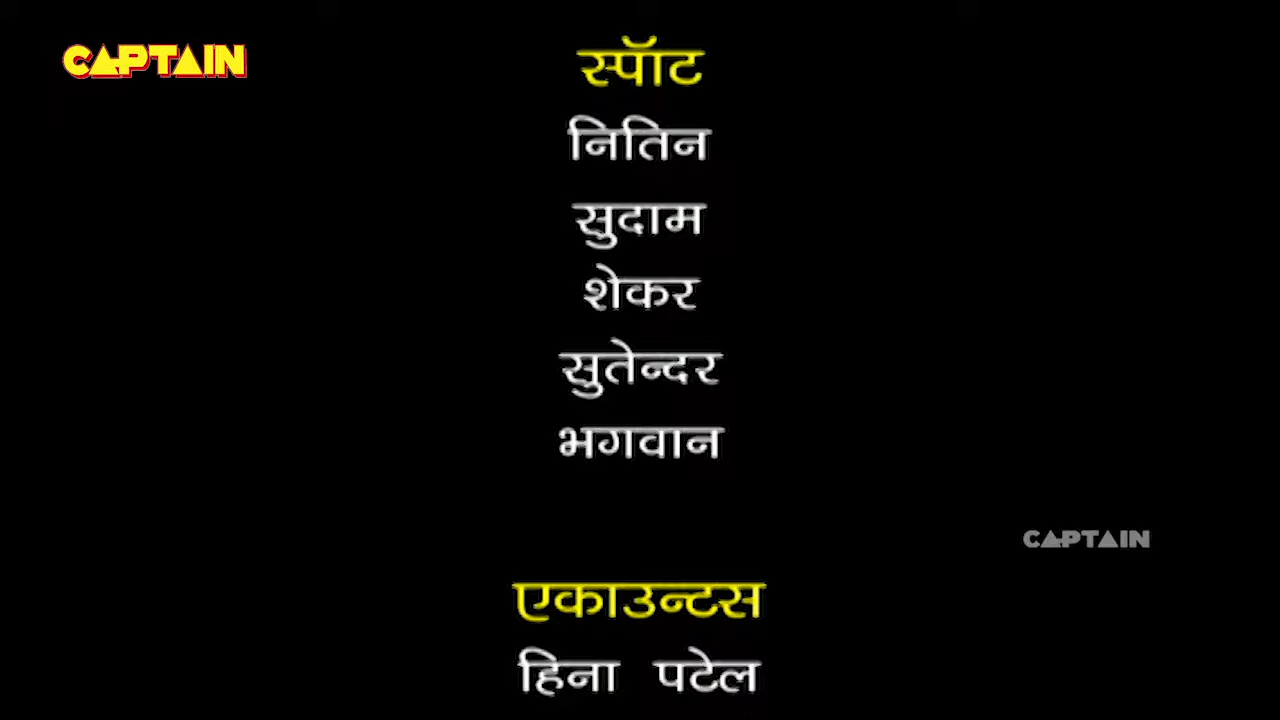 CAPTAIN
स्पॉट
नितिन
सुदाम
शेकर
सुतेन्दर
भगवान
CAPTAIN
एकाउन्टस
हिना पटेल